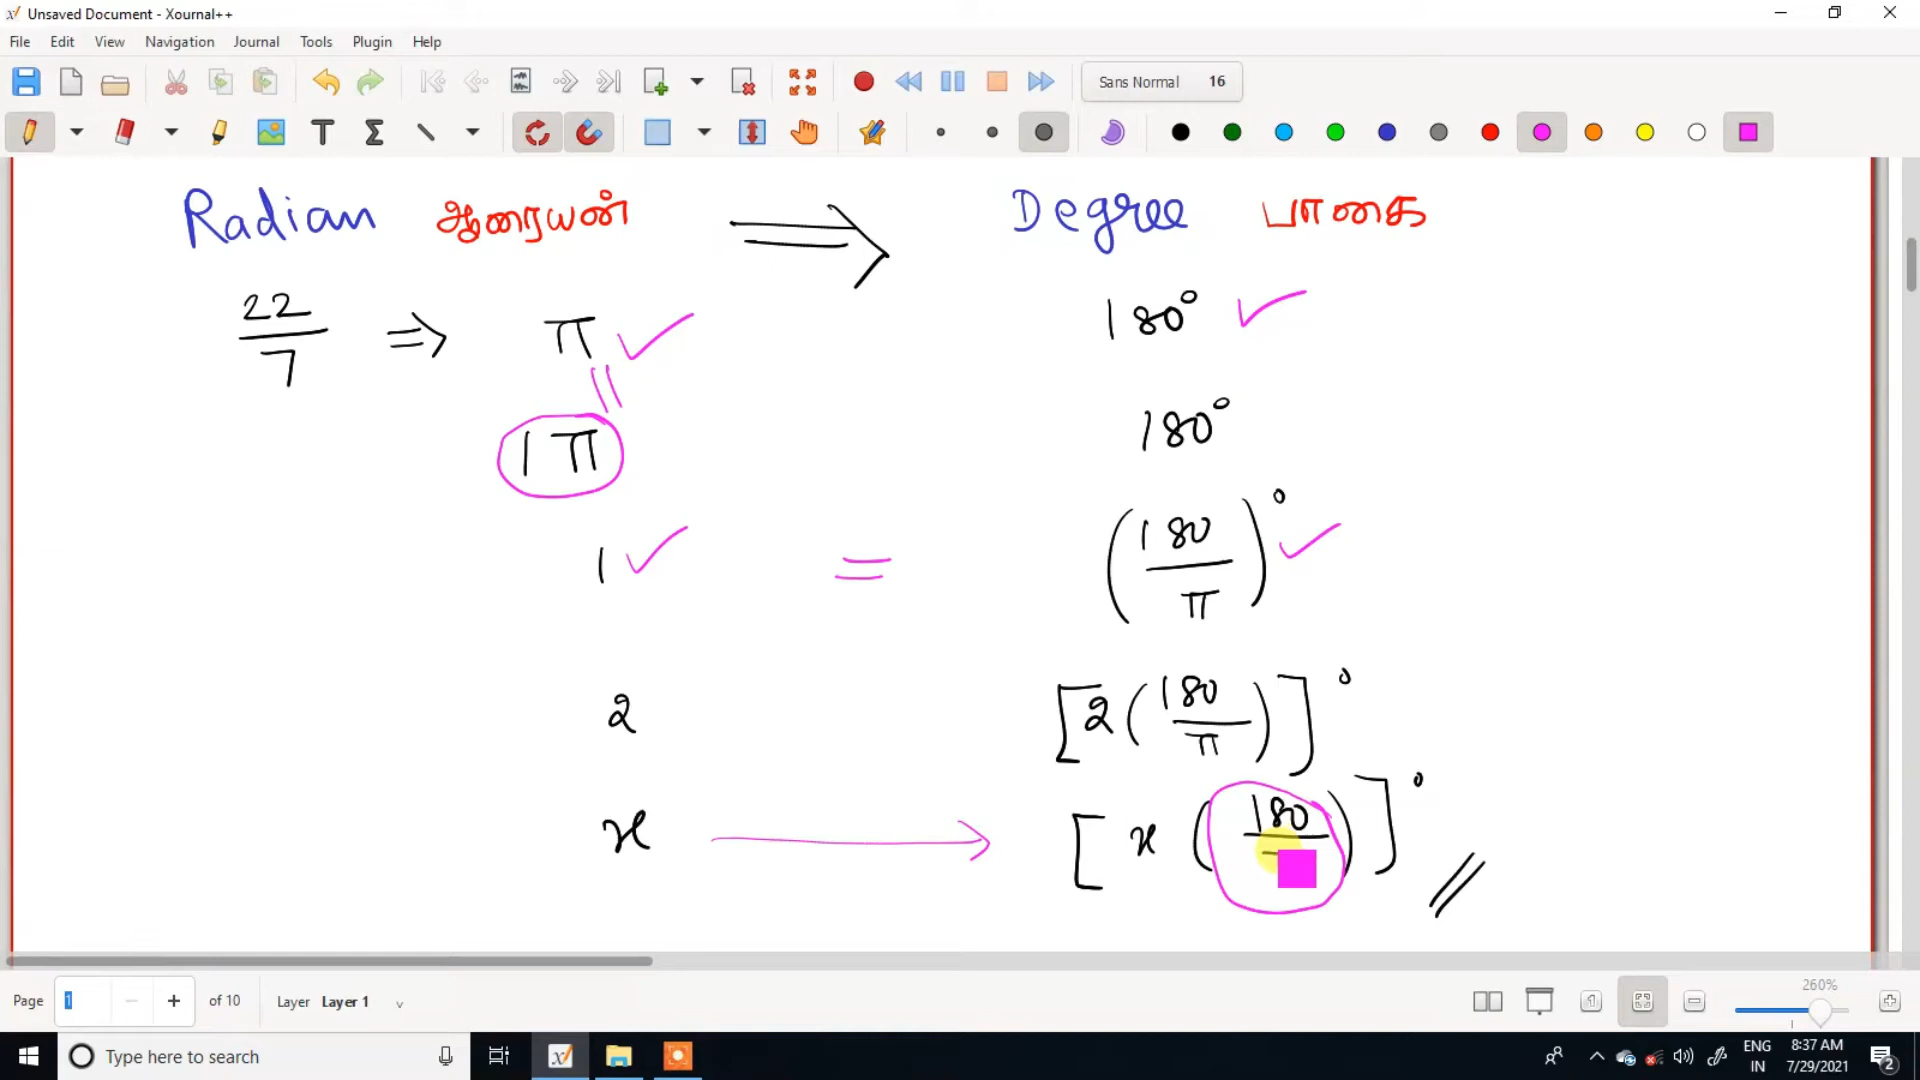 Unsaved Document - Xournal++
File Edit View Navigation Journal Tools Plugin Help
Sans Normal 16
Radian ஆரையன் ⇒ Degree பாகை
22/7 ⇒ π 180°
1π 180°
1 = (180/π)°
2 [2(180/π)]°
x → [x(180/
Page 1 of 10 Layer Layer 1
260%
Type here to search
ENG 8:37 AM
IN 7/29/2021
2